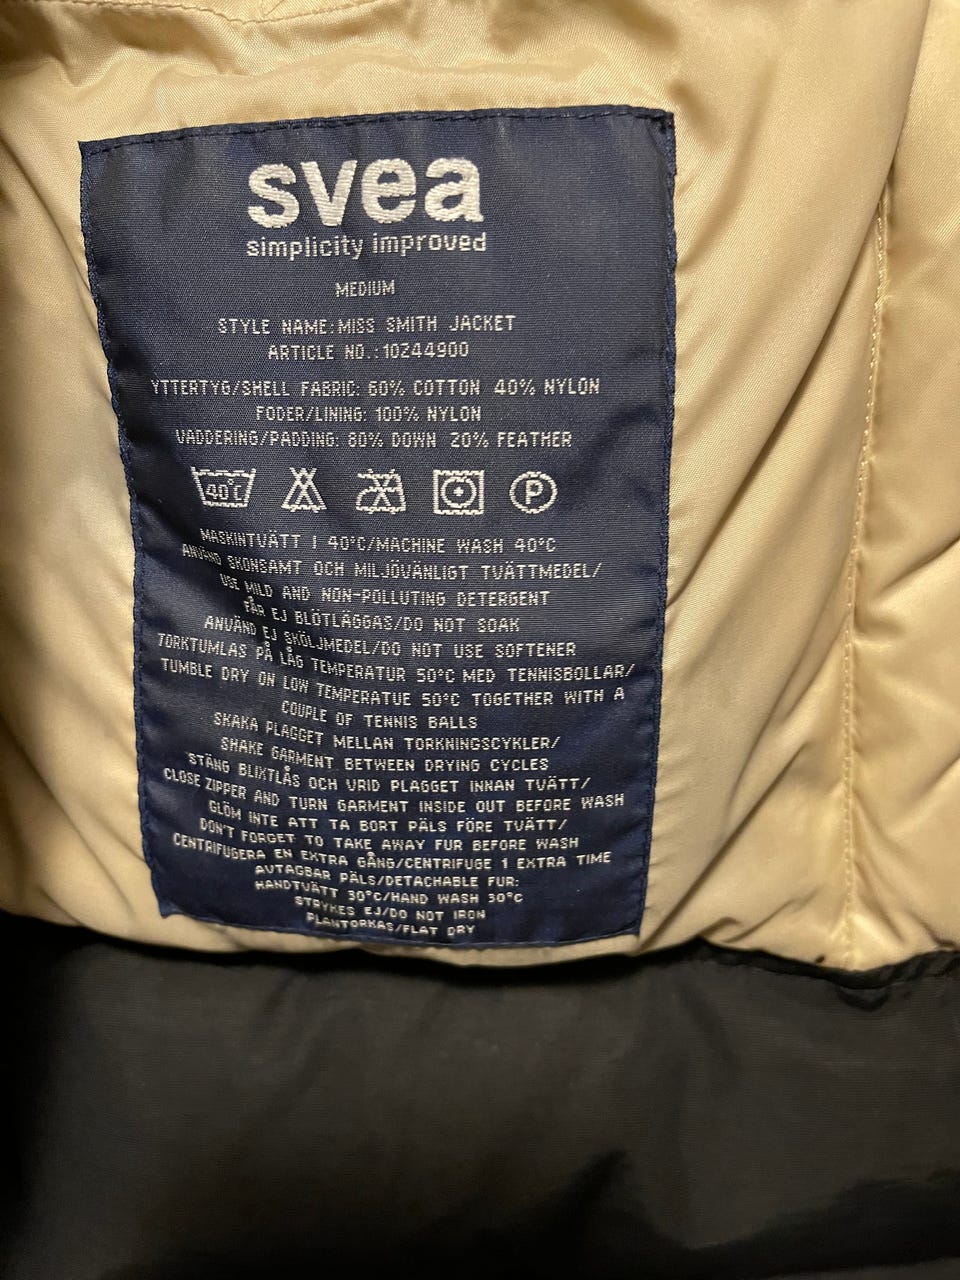 svea
simplicity improved
MEDIUM
STYLE NAME:MISS SMITH JACKET
ARTICLE NO.:10244900
YTTERTYG/SHELL FABRIC: 60% COTTON 40% NYLON
FODER/LINING: 100% NYLON
VADDERING/PADDING: 80% DOWN 20% FEATHER
40°C P
MASKINTVÄTT I 40°C/MACHINE WASH 40°C
ANVÄND SKONSAMT OCH MILJÖVÄNLIGT TVÄTTMEDEL/
USE MILD AND NON-POLLUTING DETERGENT
FÅR EJ BLÖTLÄGGAS/DO NOT SOAK
ANVÄND EJ SKÖLJMEDEL/DO NOT USE SOFTENER
TORKTUMLAS PÅ LÅG TEMPERATUR 50°C MED TENNISBOLLAR/
TUMBLE DRY ON LOW TEMPERATUE 50°C TOGETHER WITH A
COUPLE OF TENNIS BALLS
SKAKA PLAGGET MELLAN TORKNINGSCYKLER/
SHAKE GARMENT BETWEEN DRYING CYCLES
STÄNG BLIXTLÅS OCH VRID PLAGGET INNAN TVÄTT/
CLOSE ZIPPER AND TURN GARMENT INSIDE OUT BEFORE WASH
GLÖM INTE ATT TA BORT PÄLS FÖRE TVÄTT/
DON'T FORGET TO TAKE AWAY FUR BEFORE WASH
CENTRIFUGERA EN EXTRA GÅNG/CENTRIFUGE 1 EXTRA TIME
AVTAGBAR PÄLS/DETACHABLE FUR:
HANDTVÄTT 30°C/HAND WASH 30°C
STRYKES EJ/DO NOT IRON
PLANTORKAS/FLAT DRY